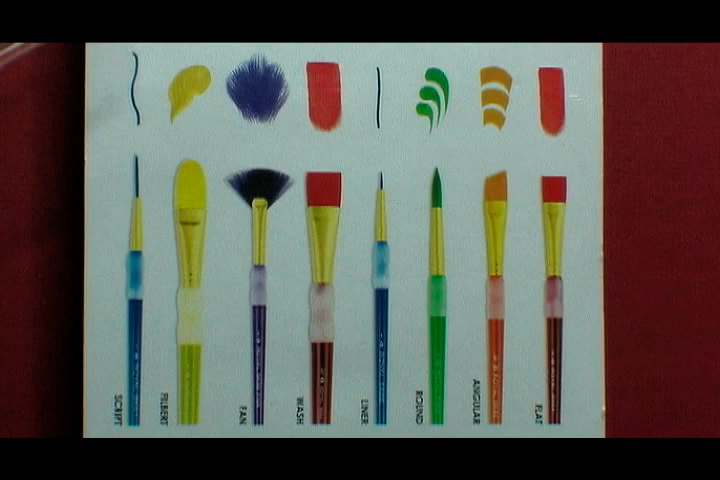 SCRIPT
FILBERT
FAN
WASH
LINER
ROUND
ANGULAR
FLAT